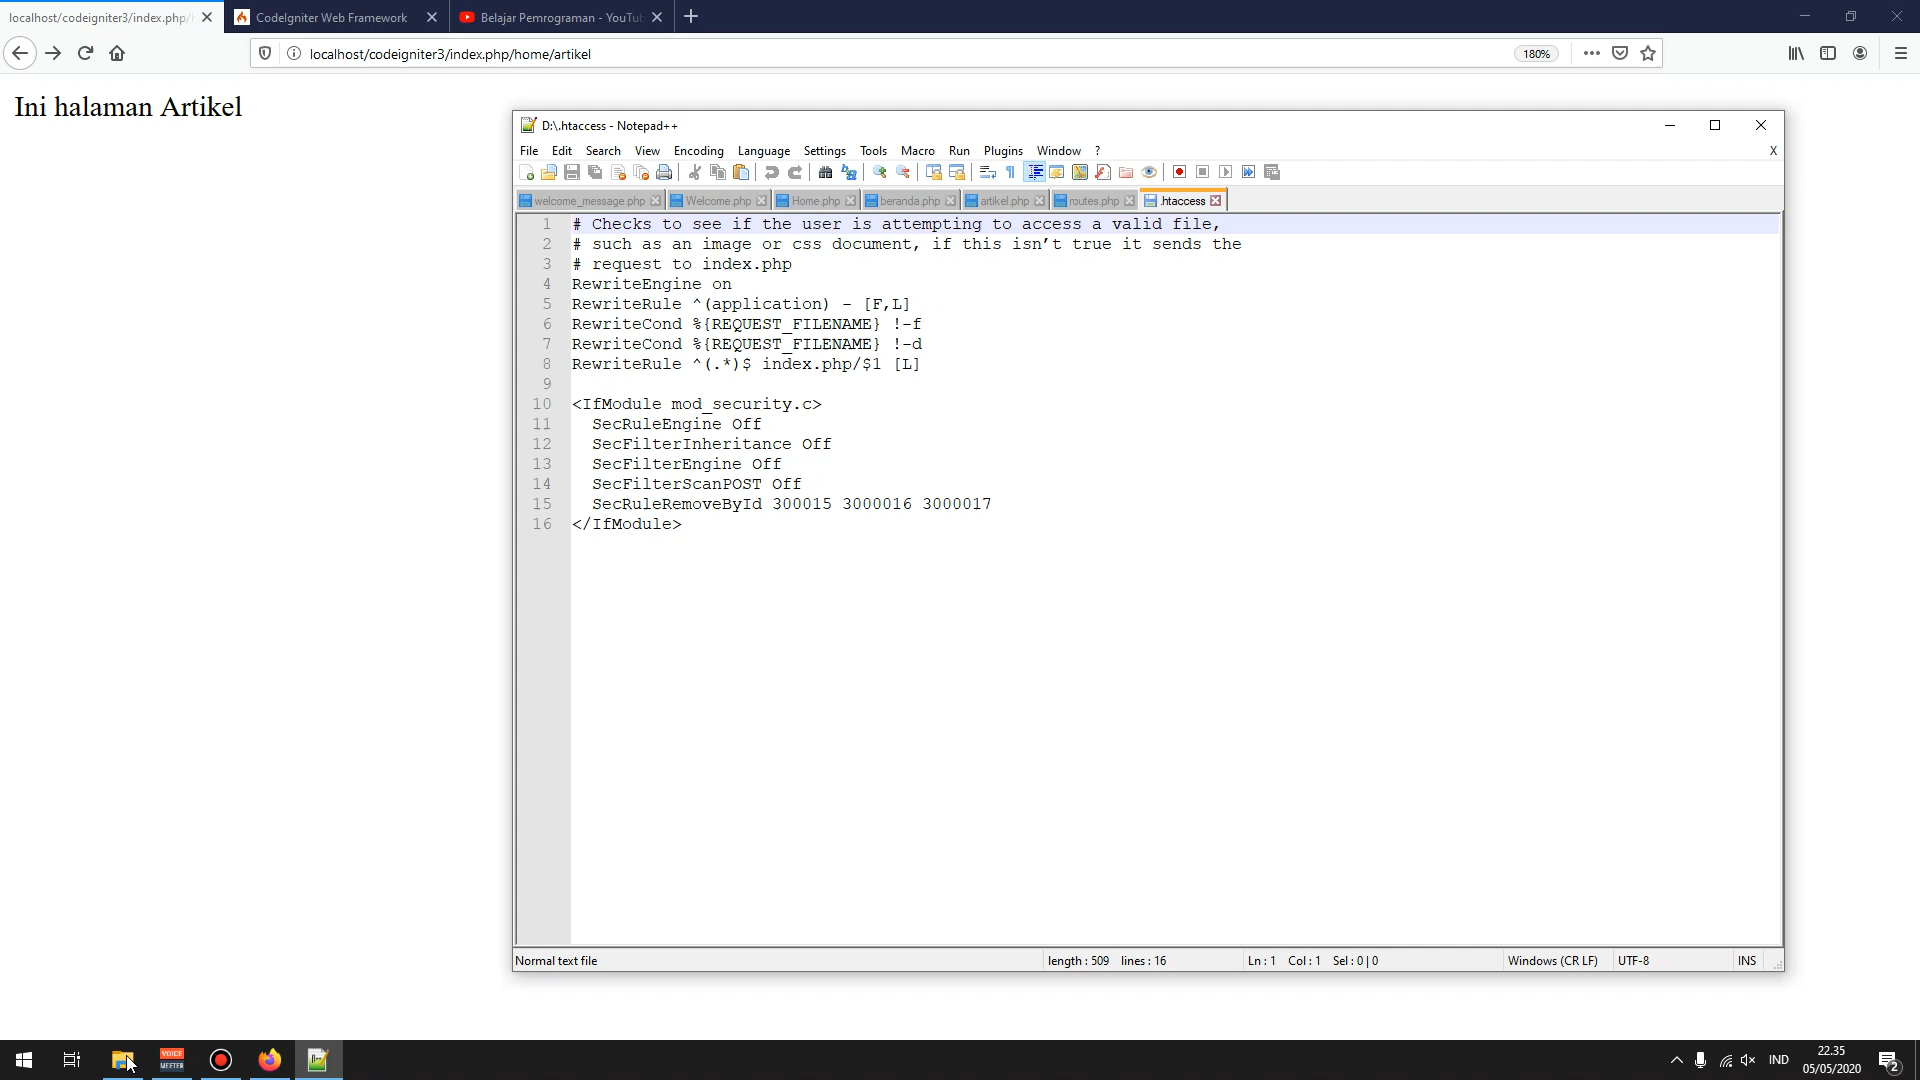 localhost/codeigniter3/index.php/
CodeIgniter Web Framework
Belajar Pemrograman - YouTu
localhost/codeigniter3/index.php/home/artikel
180%
Ini halaman Artikel
D:\.htaccess - Notepad++
File Edit Search View Encoding Language Settings Tools Macro Run Plugins Window ? X
welcome_message.php Welcome.php Home.php beranda.php artikel.php routes.php .htaccess
1 # Checks to see if the user is attempting to access a valid file,
2 # such as an image or css document, if this isn’t true it sends the
3 # request to index.php
4 RewriteEngine on
5 RewriteRule ^(application) - [F,L]
6 RewriteCond %{REQUEST_FILENAME} !-f
7 RewriteCond %{REQUEST_FILENAME} !-d
8 RewriteRule ^(.*)$ index.php/$1 [L]
9
10 <IfModule mod_security.c>
11 SecRuleEngine Off
12 SecFilterInheritance Off
13 SecFilterEngine Off
14 SecFilterScanPOST Off
15 SecRuleRemoveById 300015 3000016 3000017
16 </IfModule>
Normal text file length : 509 lines : 16 Ln : 1 Col : 1 Sel : 0 | 0 Windows (CR LF) UTF-8 INS
VOICE
MEETER
IND
22.35
05/05/2020
2